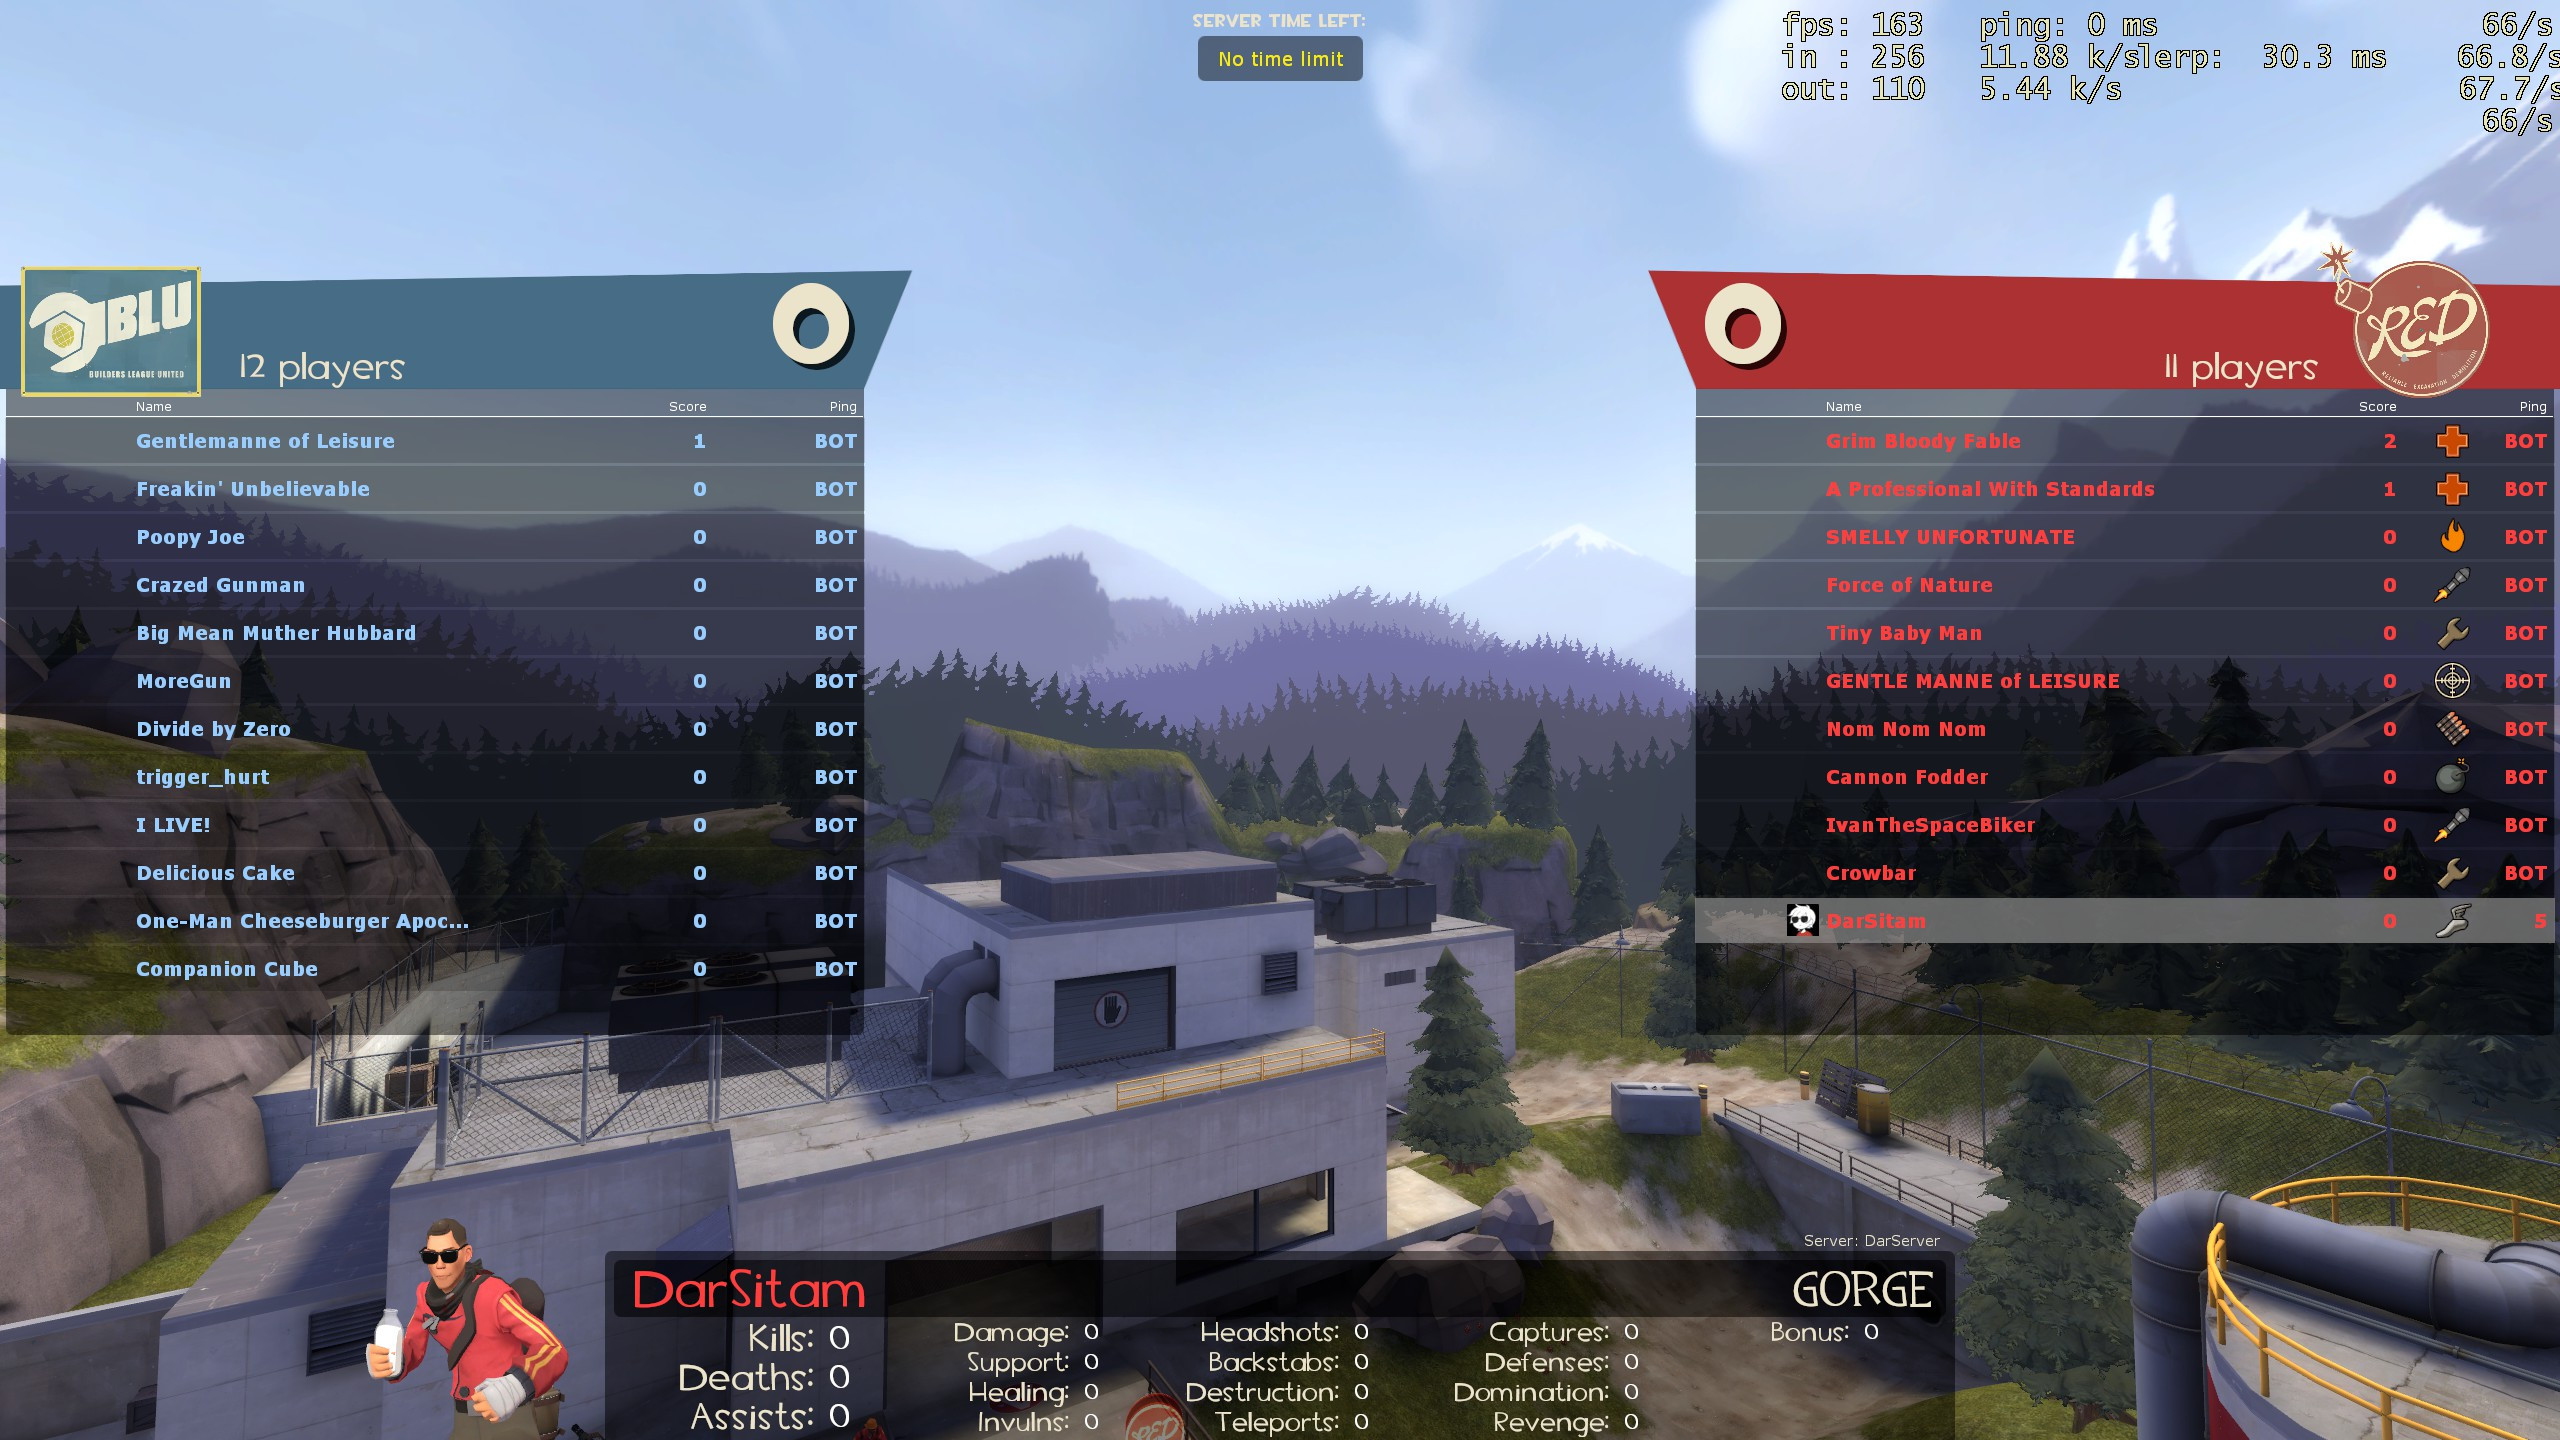 SERVER TIME LEFT:
No time limit
fps: 163 ping: 0 ms 66/s
in : 256 11.88 k/s lerp: 30.3 ms 66.8/s
out: 110 5.44 k/s 67.7/s
66/s
BLU
BUILDERS LEAGUE UNITED
12 players
0
0
11 players
RED
RELIABLE EXCAVATION DEMOLITION
Name Score Ping
Gentlemanne of Leisure 1 BOT
Freakin' Unbelievable 0 BOT
Poopy Joe 0 BOT
Crazed Gunman 0 BOT
Big Mean Muther Hubbard 0 BOT
MoreGun 0 BOT
Divide by Zero 0 BOT
trigger_hurt 0 BOT
I LIVE! 0 BOT
Delicious Cake 0 BOT
One-Man Cheeseburger Apoc... 0 BOT
Companion Cube 0 BOT
Name Score Ping
Grim Bloody Fable 2 BOT
A Professional With Standards 1 BOT
SMELLY UNFORTUNATE 0 BOT
Force of Nature 0 BOT
Tiny Baby Man 0 BOT
GENTLE MANNE of LEISURE 0 BOT
Nom Nom Nom 0 BOT
Cannon Fodder 0 BOT
IvanTheSpaceBiker 0 BOT
Crowbar 0 BOT
DarSitam 0 5
Server: DarServer
DarSitam GORGE
Kills: 0
Deaths: 0
Assists: 0
Damage: 0
Support: 0
Healing: 0
Invulns: 0
Headshots: 0
Backstabs: 0
Destruction: 0
Teleports: 0
Captures: 0
Defenses: 0
Domination: 0
Revenge: 0
Bonus: 0
RED